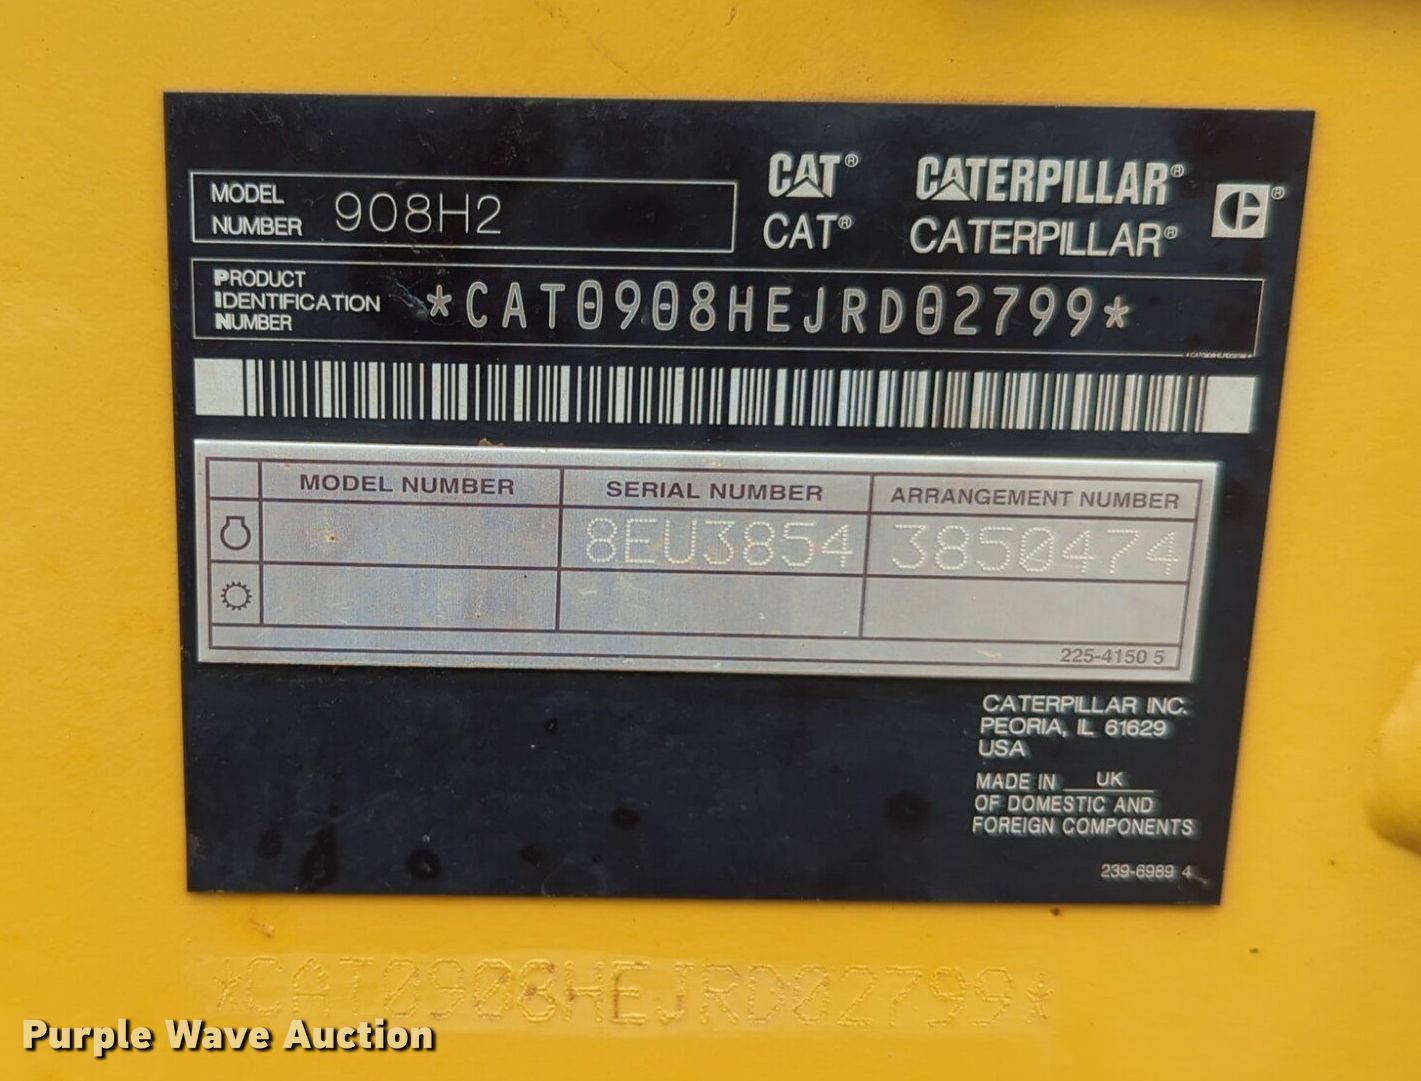 MODEL
NUMBER 908H2
CAT® CATERPILLAR®
CAT® CATERPILLAR®
C ®
PRODUCT
IDENTIFICATION
NUMBER
*CAT0908HEJRD02799*
MODEL NUMBER SERIAL NUMBER ARRANGEMENT NUMBER
8EU3854 3850474
225-4150 5
CATERPILLAR INC.
PEORIA, IL 61629
USA
MADE IN UK
OF DOMESTIC AND
FOREIGN COMPONENTS
239-6989 4
*CAT0908HEJRD02799*
Purple Wave Auction